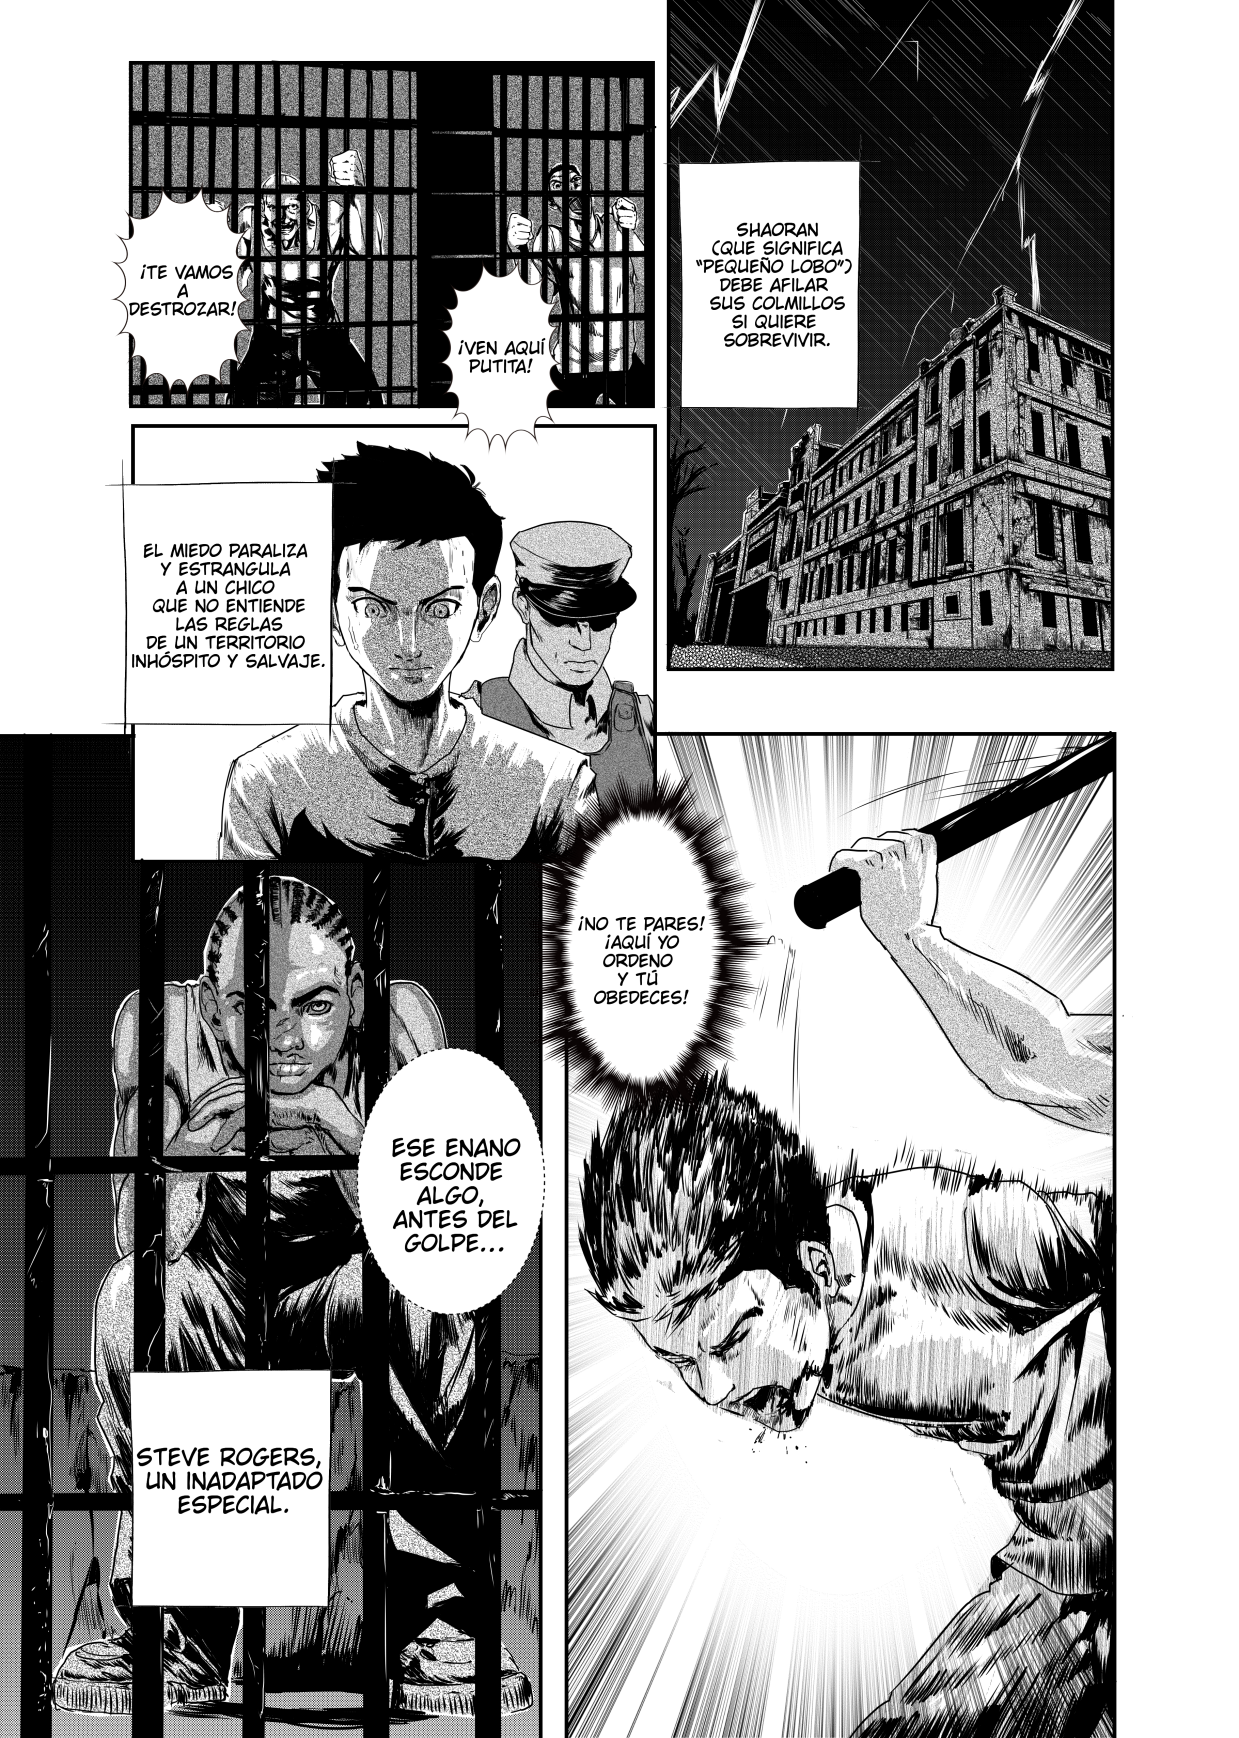 SHAORAN
(QUE SIGNIFICA
“PEQUEÑO LOBO”)
DEBE AFILAR
SUS COLMILLOS
SI QUIERE
SOBREVIVIR.
¡VEN AQUÍ
PUTITA!
¡TE VAMOS
A
DESTROZAR!
EL MIEDO PARALIZA
Y ESTRANGULA
A UN CHICO
QUE NO ENTIENDE
LAS REGLAS
DE UN TERRITORIO
INHÓSPITO Y SALVAJE.
¡NO TE PARES!
¡AQUÍ YO
ORDENO
Y TÚ
OBEDECES!
ESE ENANO
ESCONDE
ALGO,
ANTES DEL
GOLPE...
STEVE ROGERS,
UN INADAPTADO
ESPECIAL.